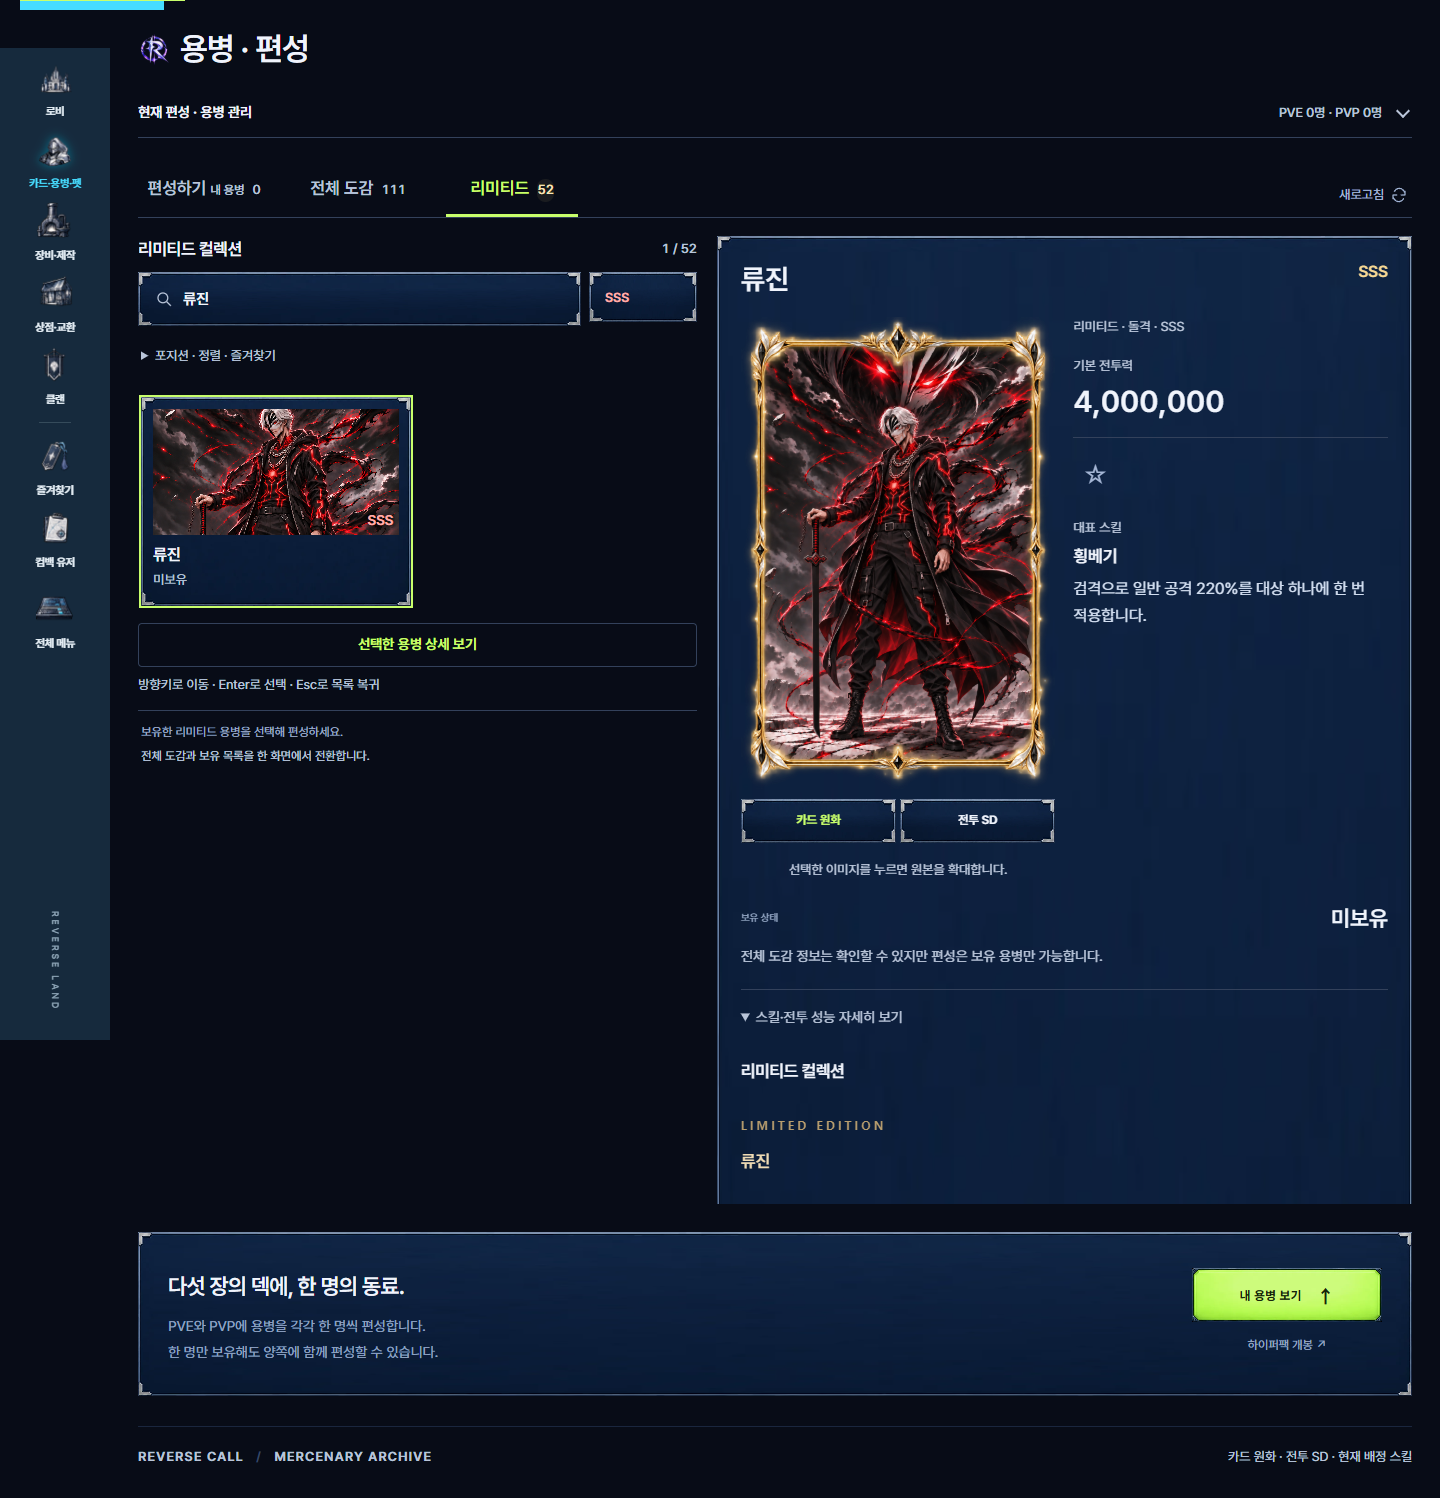 용병 · 편성
로비
카드·용병·펫
장비·제작
상점·교환
클랜
즐겨찾기
컴백 유저
전체 메뉴
REVERSE LAND
현재 편성 · 용병 관리
PVE 0명 · PVP 0명
편성하기 내 용병 0
전체 도감 111
리미티드 52
새로고침
리미티드 컬렉션
1 / 52
류진
SSS
포지션 · 정렬 · 즐겨찾기
SSS
류진
미보유
선택한 용병 상세 보기
방향키로 이동 · Enter로 선택 · Esc로 목록 복귀
보유한 리미티드 용병을 선택해 편성하세요.
전체 도감과 보유 목록을 한 화면에서 전환합니다.
류진
SSS
리미티드 · 돌격 · SSS
기본 전투력
4,000,000
대표 스킬
횡베기
검격으로 일반 공격 220%를 대상 하나에 한 번
적용합니다.
카드 원화
전투 SD
선택한 이미지를 누르면 원본을 확대합니다.
보유 상태
미보유
전체 도감 정보는 확인할 수 있지만 편성은 보유 용병만 가능합니다.
스킬·전투 성능 자세히 보기
리미티드 컬렉션
LIMITED EDITION
류진
다섯 장의 덱에, 한 명의 동료.
PVE와 PVP에 용병을 각각 한 명씩 편성합니다.
한 명만 보유해도 양쪽에 함께 편성할 수 있습니다.
내 용병 보기 ↑
하이퍼팩 개봉 ↗
REVERSE CALL / MERCENARY ARCHIVE
카드 원화 · 전투 SD · 현재 배정 스킬